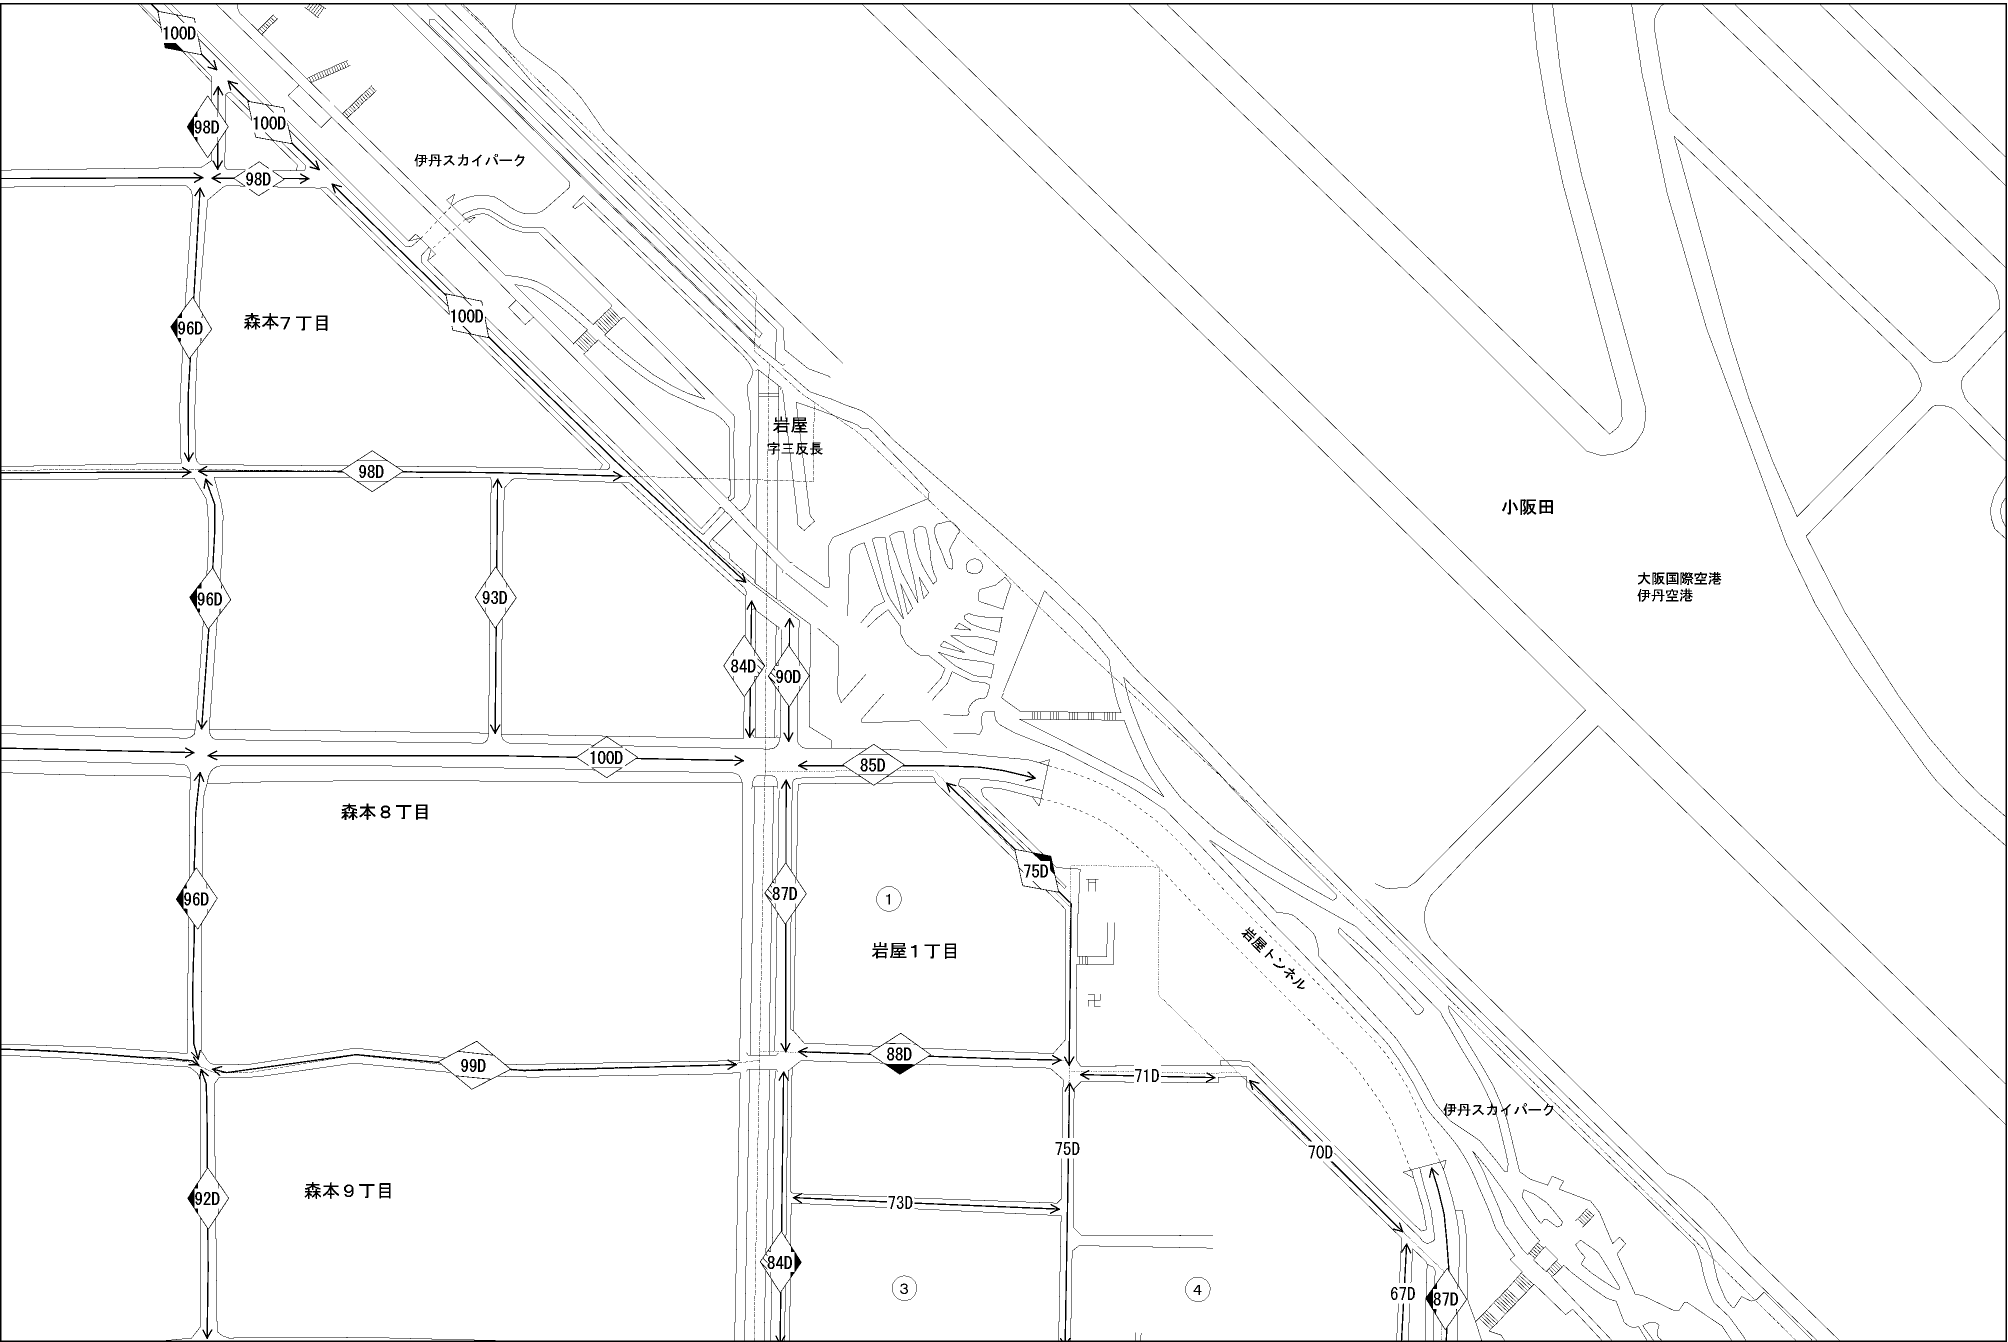 100D
98D
100D
伊丹スカイパーク
98D
100D
96D
森本7丁目
岩屋
字三反長
98D
小阪田
大阪国際空港
伊丹空港
96D
93D
84D
90D
100D
85D
森本8丁目
75D
96D
87D
1
岩屋1丁目
岩屋トンネル
99D
88D
71D
伊丹スカイパーク
75D
70D
92D
森本9丁目
73D
84D
3
4
67D
87D